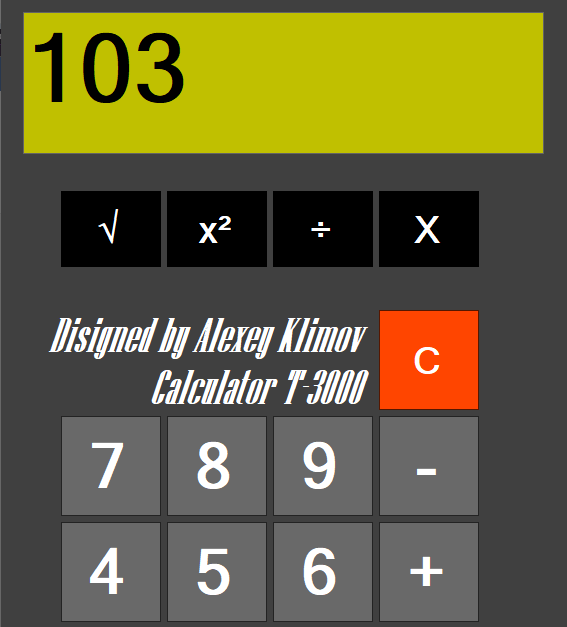 103
√ x² ÷ X
Disigned by Alexey Klimov
Calculator T-3000
C
7 8 9 -
4 5 6 +